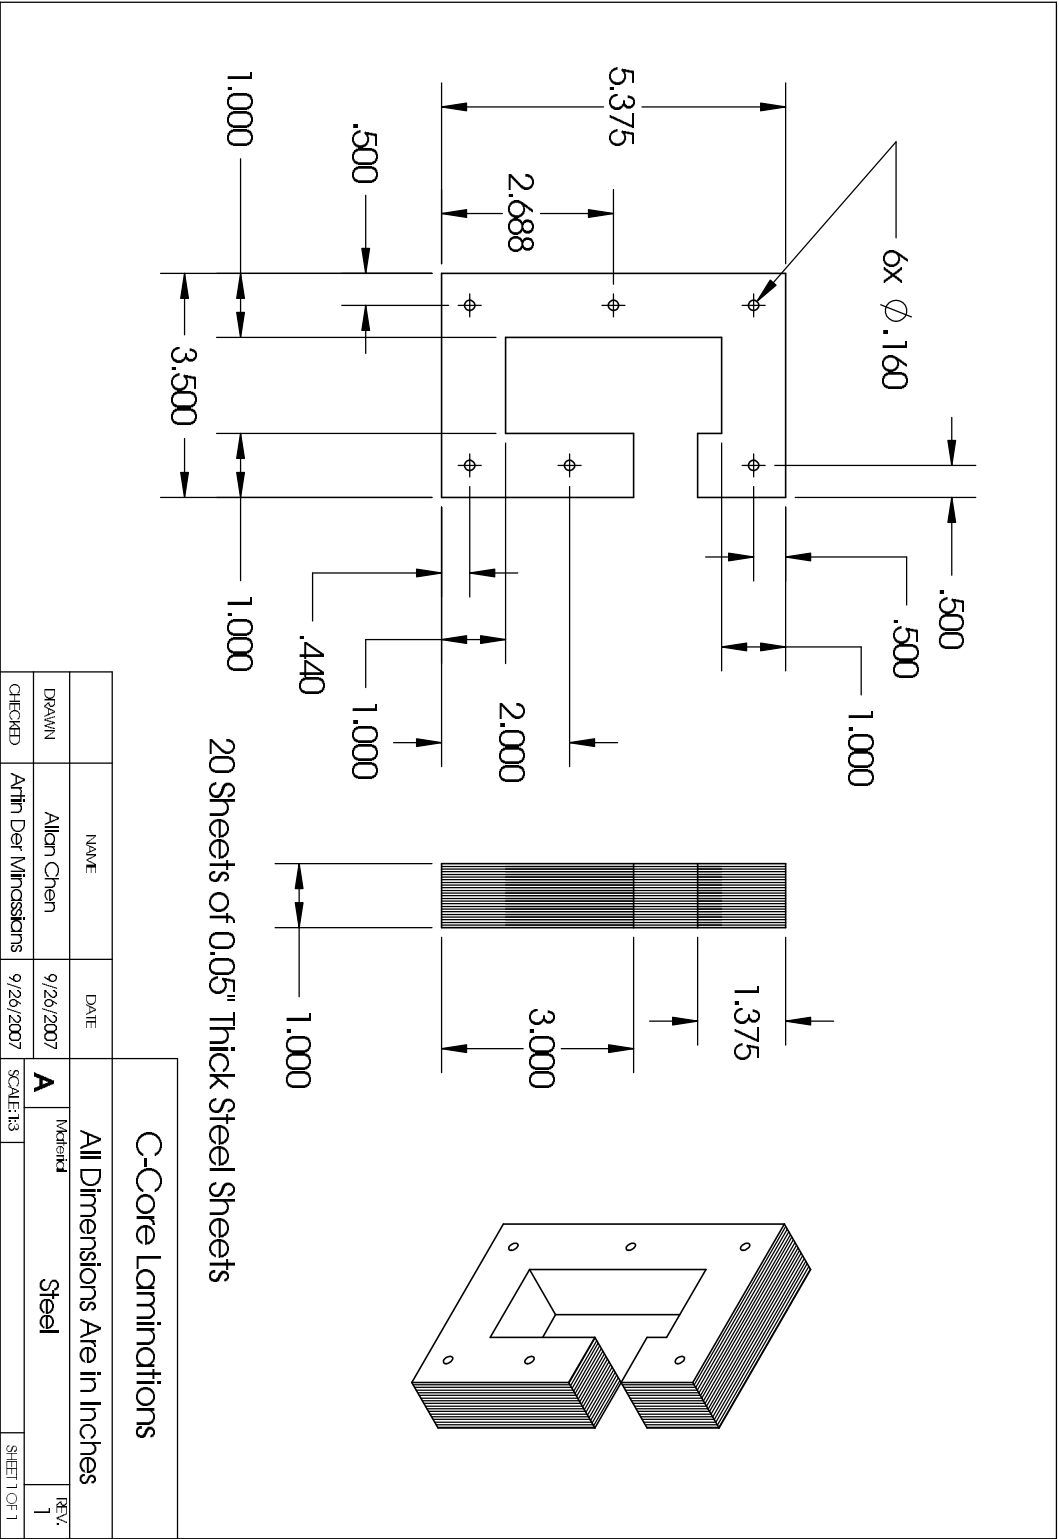 6x ∅.160
.500
.500
1.000
5.375
2.688
.500
1.000
3.500
1.000
.440
1.000
2.000
1.375
3.000
1.000
20 Sheets of 0.05" Thick Steel Sheets
C-Core Laminations
All Dimensions Are in Inches
NAME
DATE
DRAWN
Allan Chen
9/26/2007
CHECKED
Artin Der Minassians
9/26/2007
A
Material
Steel
REV.
1
SCALE:1:3
SHEET 1 OF 1